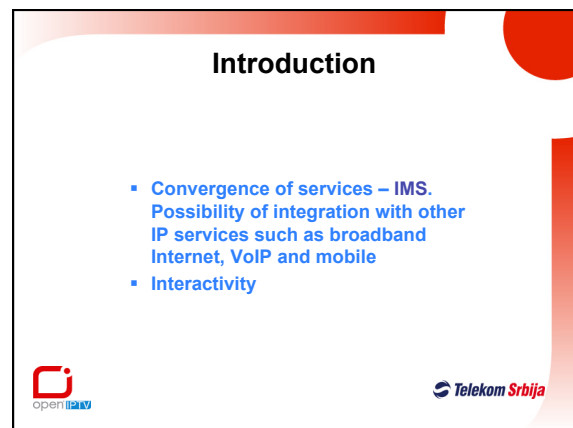 Introduction
▪ Convergence of services – IMS.
Possibility of integration with other
IP services such as broadband
Internet, VoIP and mobile
▪ Interactivity
open IPTV
Telekom Srbija